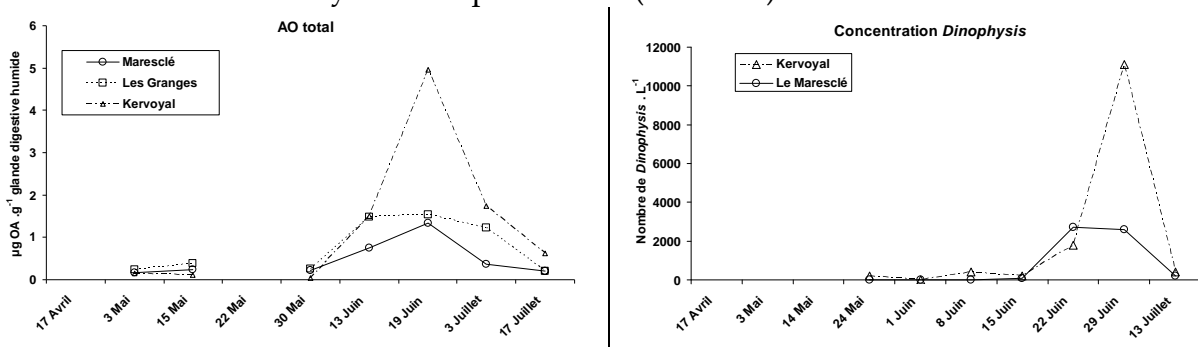 AO total
6
5
4
3
2
1
0
µg OA .g-1 glande digestive humide
Maresclé
Les Granges
Kervoyal
17 Avril
3 Mai
15 Mai
22 Mai
30 Mai
13 Juin
19 Juin
3 Juillet
17 Juillet
Concentration Dinophysis
12000
10000
8000
6000
4000
2000
0
Nombre de Dinophysis . L-1
Kervoyal
Le Maresclé
17 Avril
3 Mai
14 Mai
24 Mai
1 Juin
8 Juin
15 Juin
22 Juin
29 Juin
13 Juillet